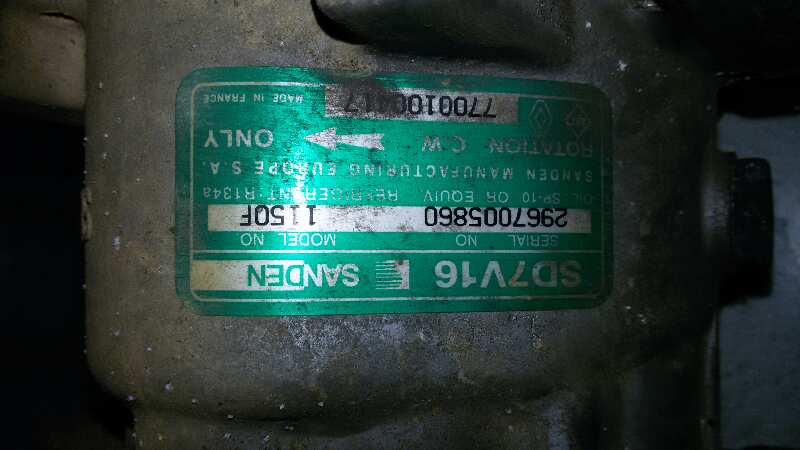 SD7V16 SANDEN
SERIAL NO MODEL NO
2967005860 1150F
OIL: SP-10 OR EQUIV. REFRIGERANT: R134a
SANDEN MANUFACTURING EUROPE S.A.
ROTATION C.W. ONLY
MADE IN FRANCE